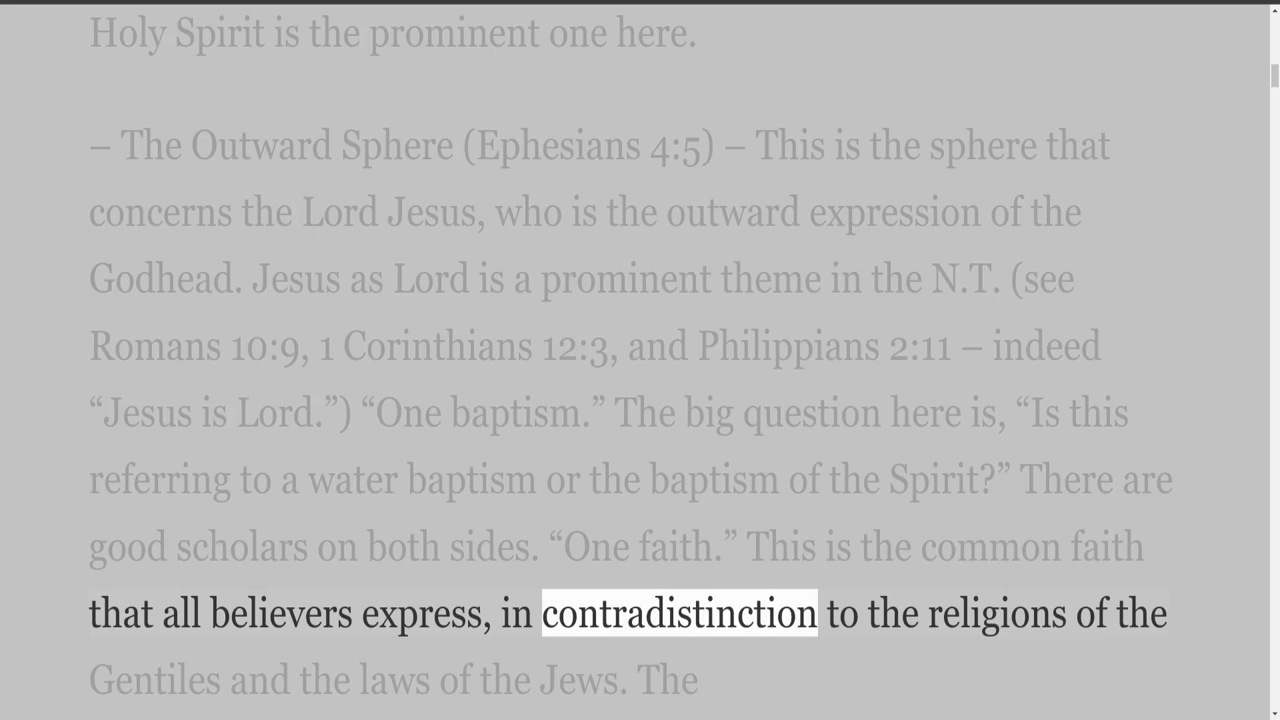 Holy Spirit is the prominent one here.
– The Outward Sphere (Ephesians 4:5) – This is the sphere that
concerns the Lord Jesus, who is the outward expression of the
Godhead. Jesus as Lord is a prominent theme in the N.T. (see
Romans 10:9, 1 Corinthians 12:3, and Philippians 2:11 – indeed
“Jesus is Lord.”) “One baptism.” The big question here is, “Is this
referring to a water baptism or the baptism of the Spirit?” There are
good scholars on both sides. “One faith.” This is the common faith
that all believers express, in contradistinction to the religions of the
Gentiles and the laws of the Jews. The